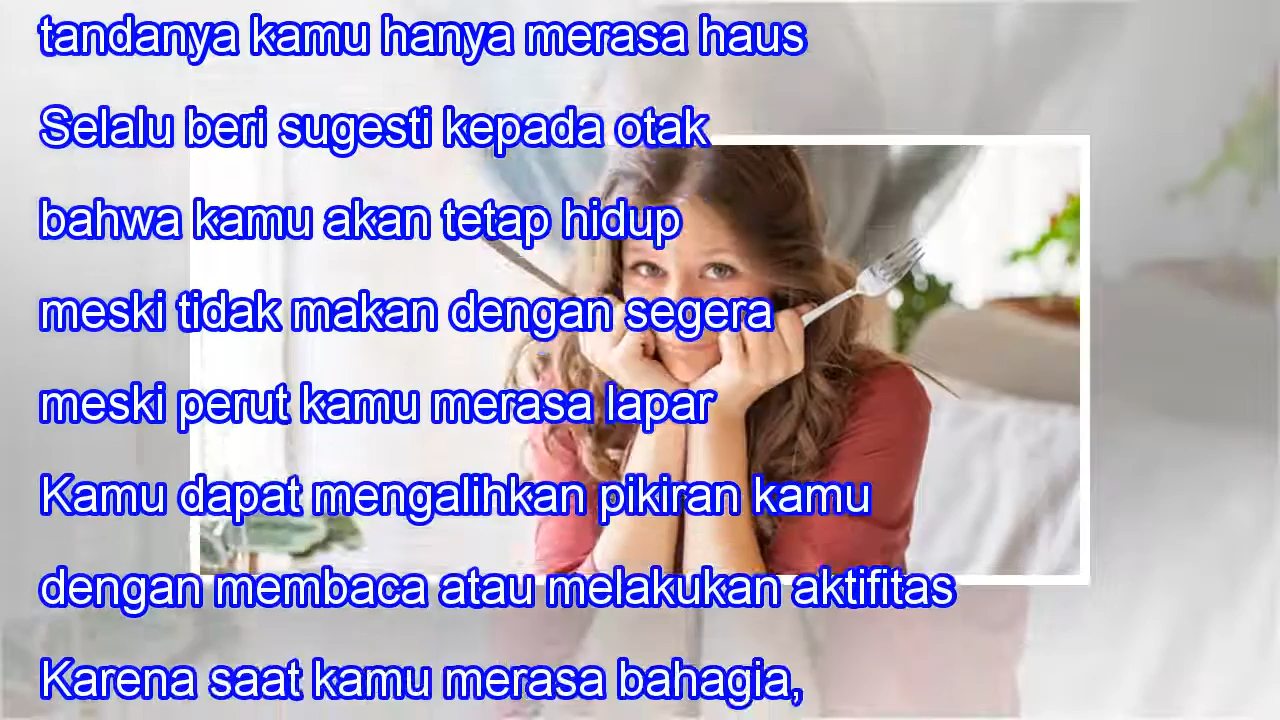 tandanya kamu hanya merasa haus
Selalu beri sugesti kepada otak
bahwa kamu akan tetap hidup
meski tidak makan dengan segera
meski perut kamu merasa lapar
Kamu dapat mengalihkan pikiran kamu
dengan membaca atau melakukan aktifitas
Karena saat kamu merasa bahagia,